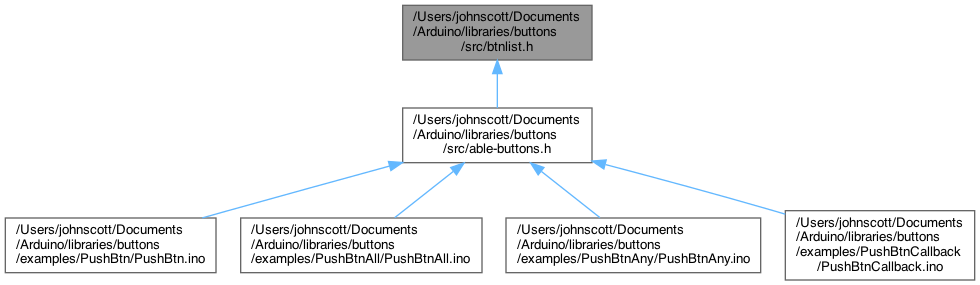 /Users/johnscott/Documents
/Arduino/libraries/buttons
/src/btnlist.h
/Users/johnscott/Documents
/Arduino/libraries/buttons
/src/able-buttons.h
/Users/johnscott/Documents
/Arduino/libraries/buttons
/examples/PushBtn/PushBtn.ino
/Users/johnscott/Documents
/Arduino/libraries/buttons
/examples/PushBtnAll/PushBtnAll.ino
/Users/johnscott/Documents
/Arduino/libraries/buttons
/examples/PushBtnAny/PushBtnAny.ino
/Users/johnscott/Documents
/Arduino/libraries/buttons
/examples/PushBtnCallback
/PushBtnCallback.ino